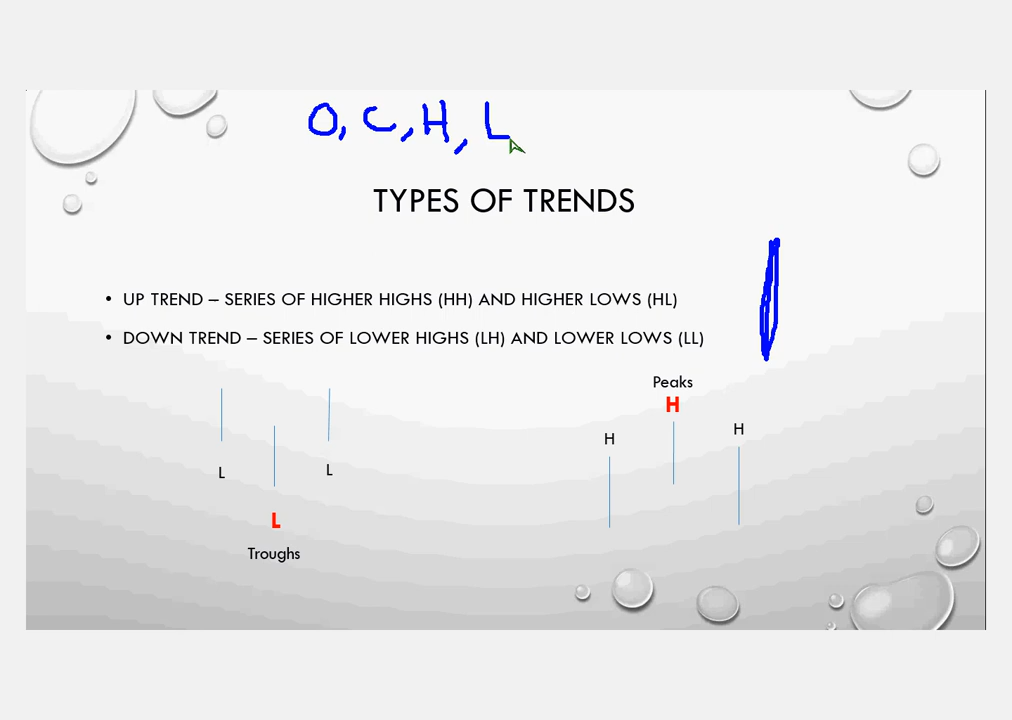 O, C, H, L
TYPES OF TRENDS
• UP TREND – SERIES OF HIGHER HIGHS (HH) AND HIGHER LOWS (HL)
• DOWN TREND – SERIES OF LOWER HIGHS (LH) AND LOWER LOWS (LL)
Peaks
H
H
H
L
L
L
Troughs